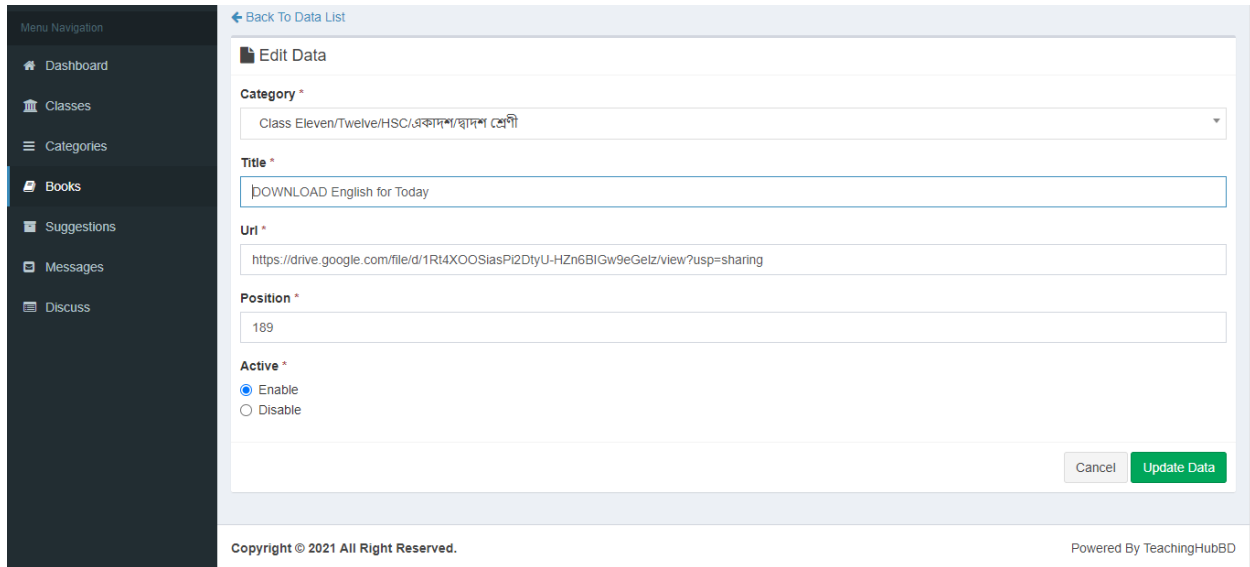 Menu Navigation
Dashboard
Classes
Categories
Books
Suggestions
Messages
Discuss
Back To Data List
Edit Data
Category *
Class Eleven/Twelve/HSC/একাদশ/দ্বাদশ শ্রেণী
Title *
DOWNLOAD English for Today
Url *
https://drive.google.com/file/d/1Rt4XOOSiasPi2DtyU-HZn6BIGw9eGelz/view?usp=sharing
Position *
189
Active *
Enable
Disable
Cancel
Update Data
Copyright © 2021 All Right Reserved.
Powered By TeachingHubBD